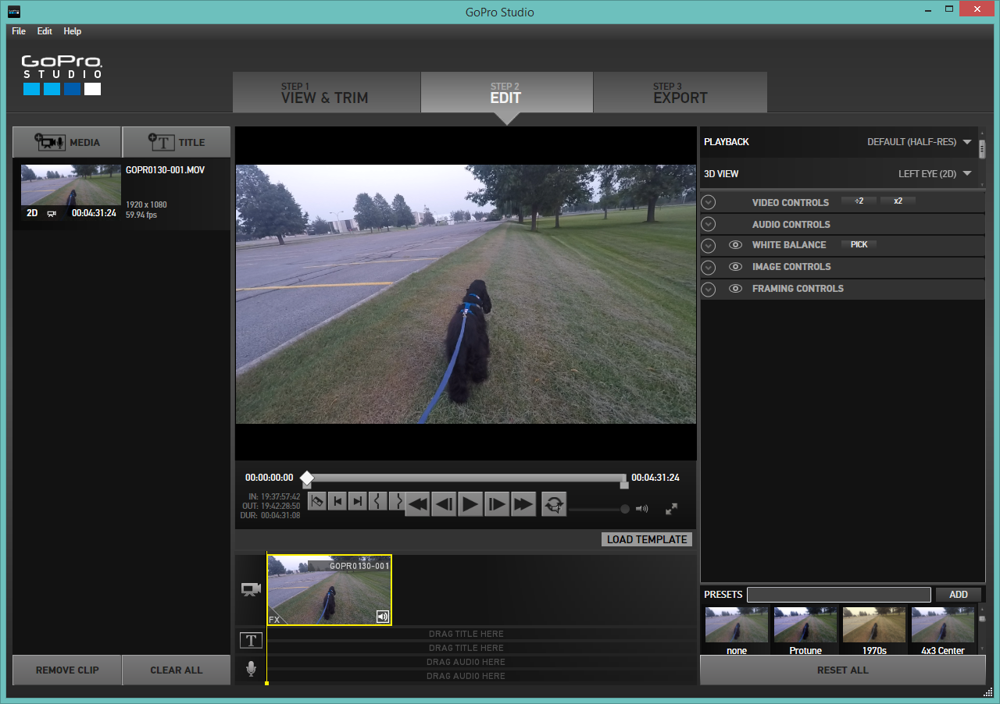 GoPro Studio
File Edit Help
GoPro
STUDIO
STEP 1
VIEW & TRIM
STEP 2
EDIT
STEP 3
EXPORT
MEDIA
TITLE
GOPR0130-001.MOV
1920 x 1080
59.94 fps
2D 00:04:31:24
PLAYBACK DEFAULT (HALF-RES)
3D VIEW LEFT EYE (2D)
VIDEO CONTROLS ÷2 x2
AUDIO CONTROLS
WHITE BALANCE PICK
IMAGE CONTROLS
FRAMING CONTROLS
00:00:00:00 00:04:31:24
IN: 19:37:57:42
OUT: 19:42:28:50
DUR: 00:04:31:08
LOAD TEMPLATE
GOPR0130-001
FX
T
DRAG TITLE HERE
DRAG TITLE HERE
DRAG AUDIO HERE
DRAG AUDIO HERE
PRESETS ADD
none Protune 1970s 4x3 Center
REMOVE CLIP CLEAR ALL
RESET ALL